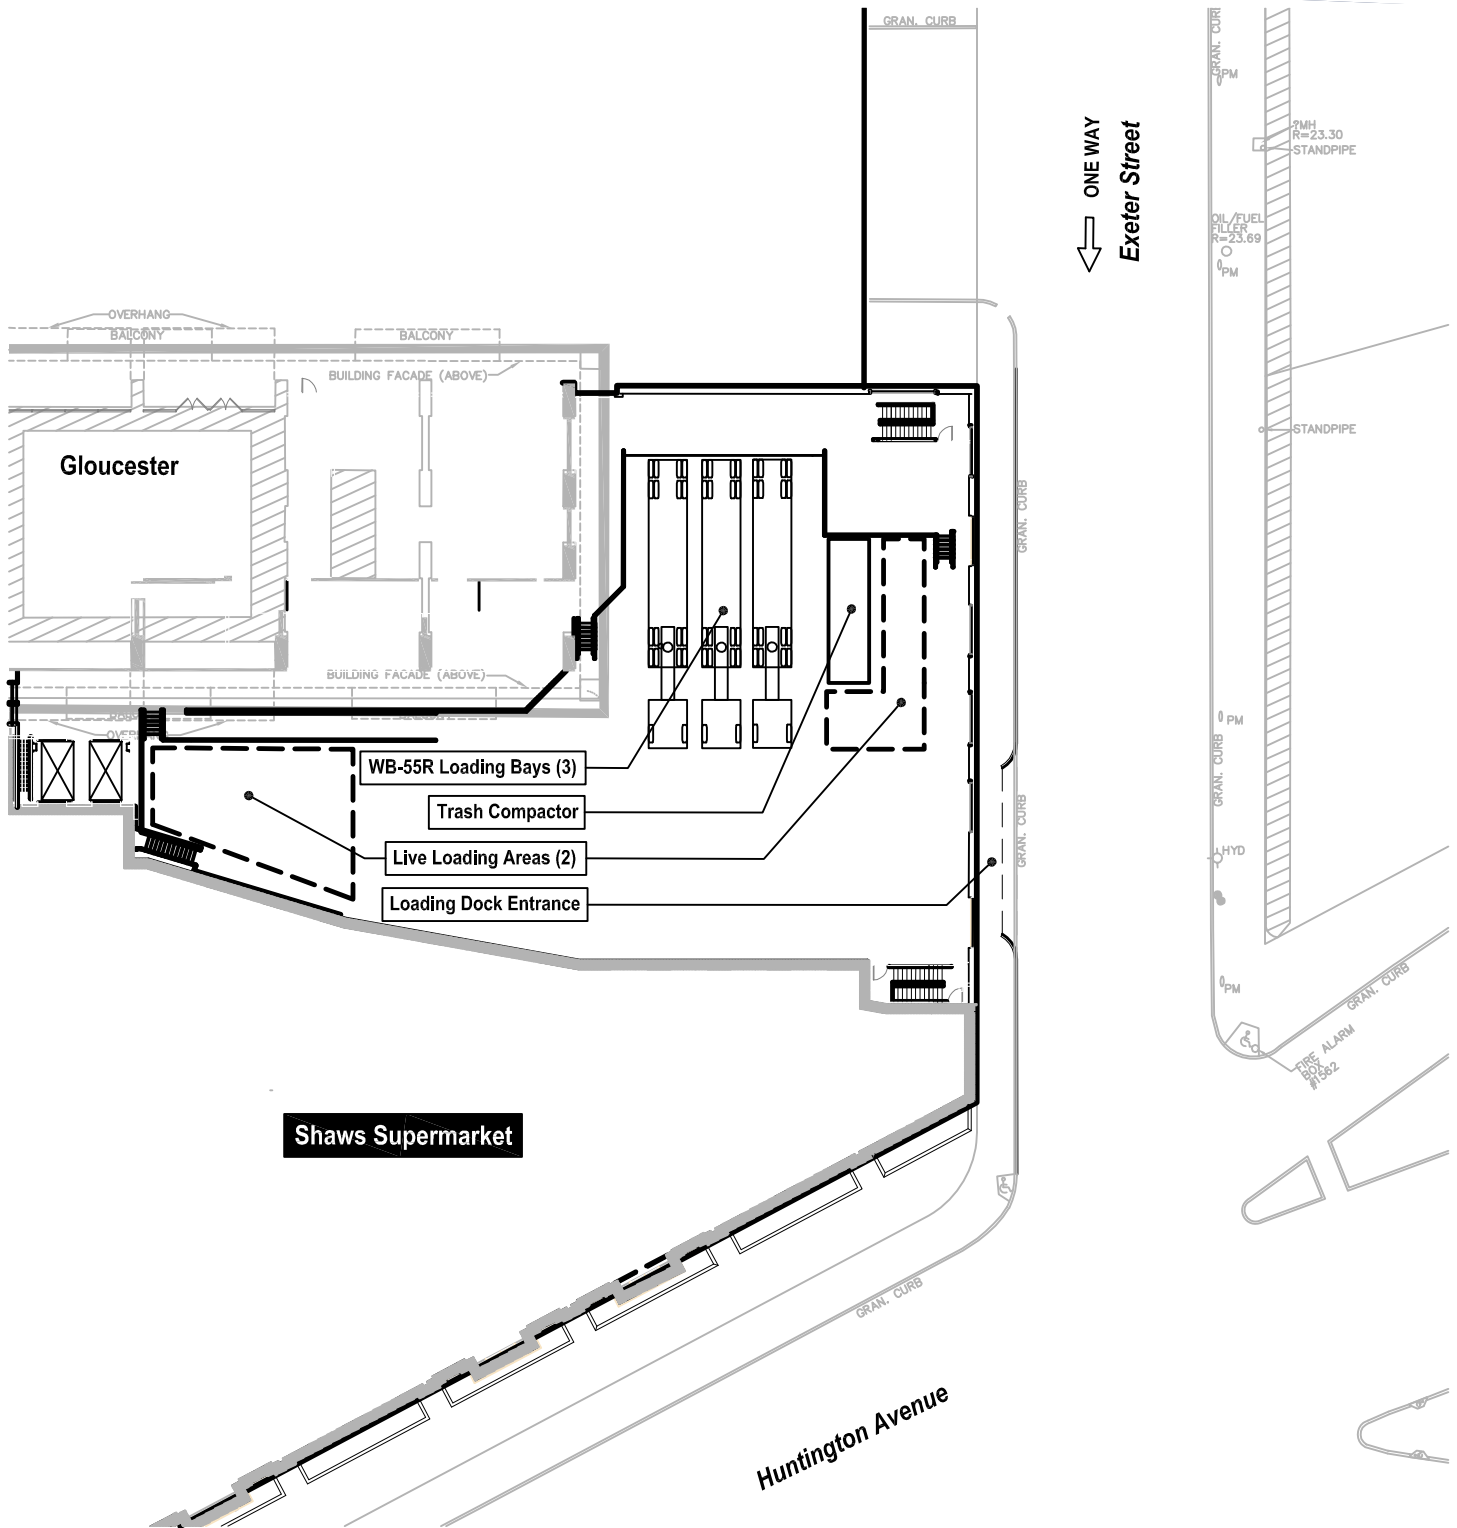 GRAN. CURB
GRAN. CURB
PM
ONE WAY
Exeter Street
?MH
R=23.30
STANDPIPE
OIL/FUEL
FILLER
R=23.69
PM
OVERHANG
BALCONY
BALCONY
BUILDING FACADE (ABOVE)
STANDPIPE
Gloucester
GRAN. CURB
BUILDING FACADE (ABOVE)
PM
GRAN. CURB
WB-55R Loading Bays (3)
Trash Compactor
GRAN. CURB
HYD
Live Loading Areas (2)
Loading Dock Entrance
PM
GRAN. CURB
FIRE ALARM
BOX
#1562
Shaws Supermarket
GRAN. CURB
Huntington Avenue